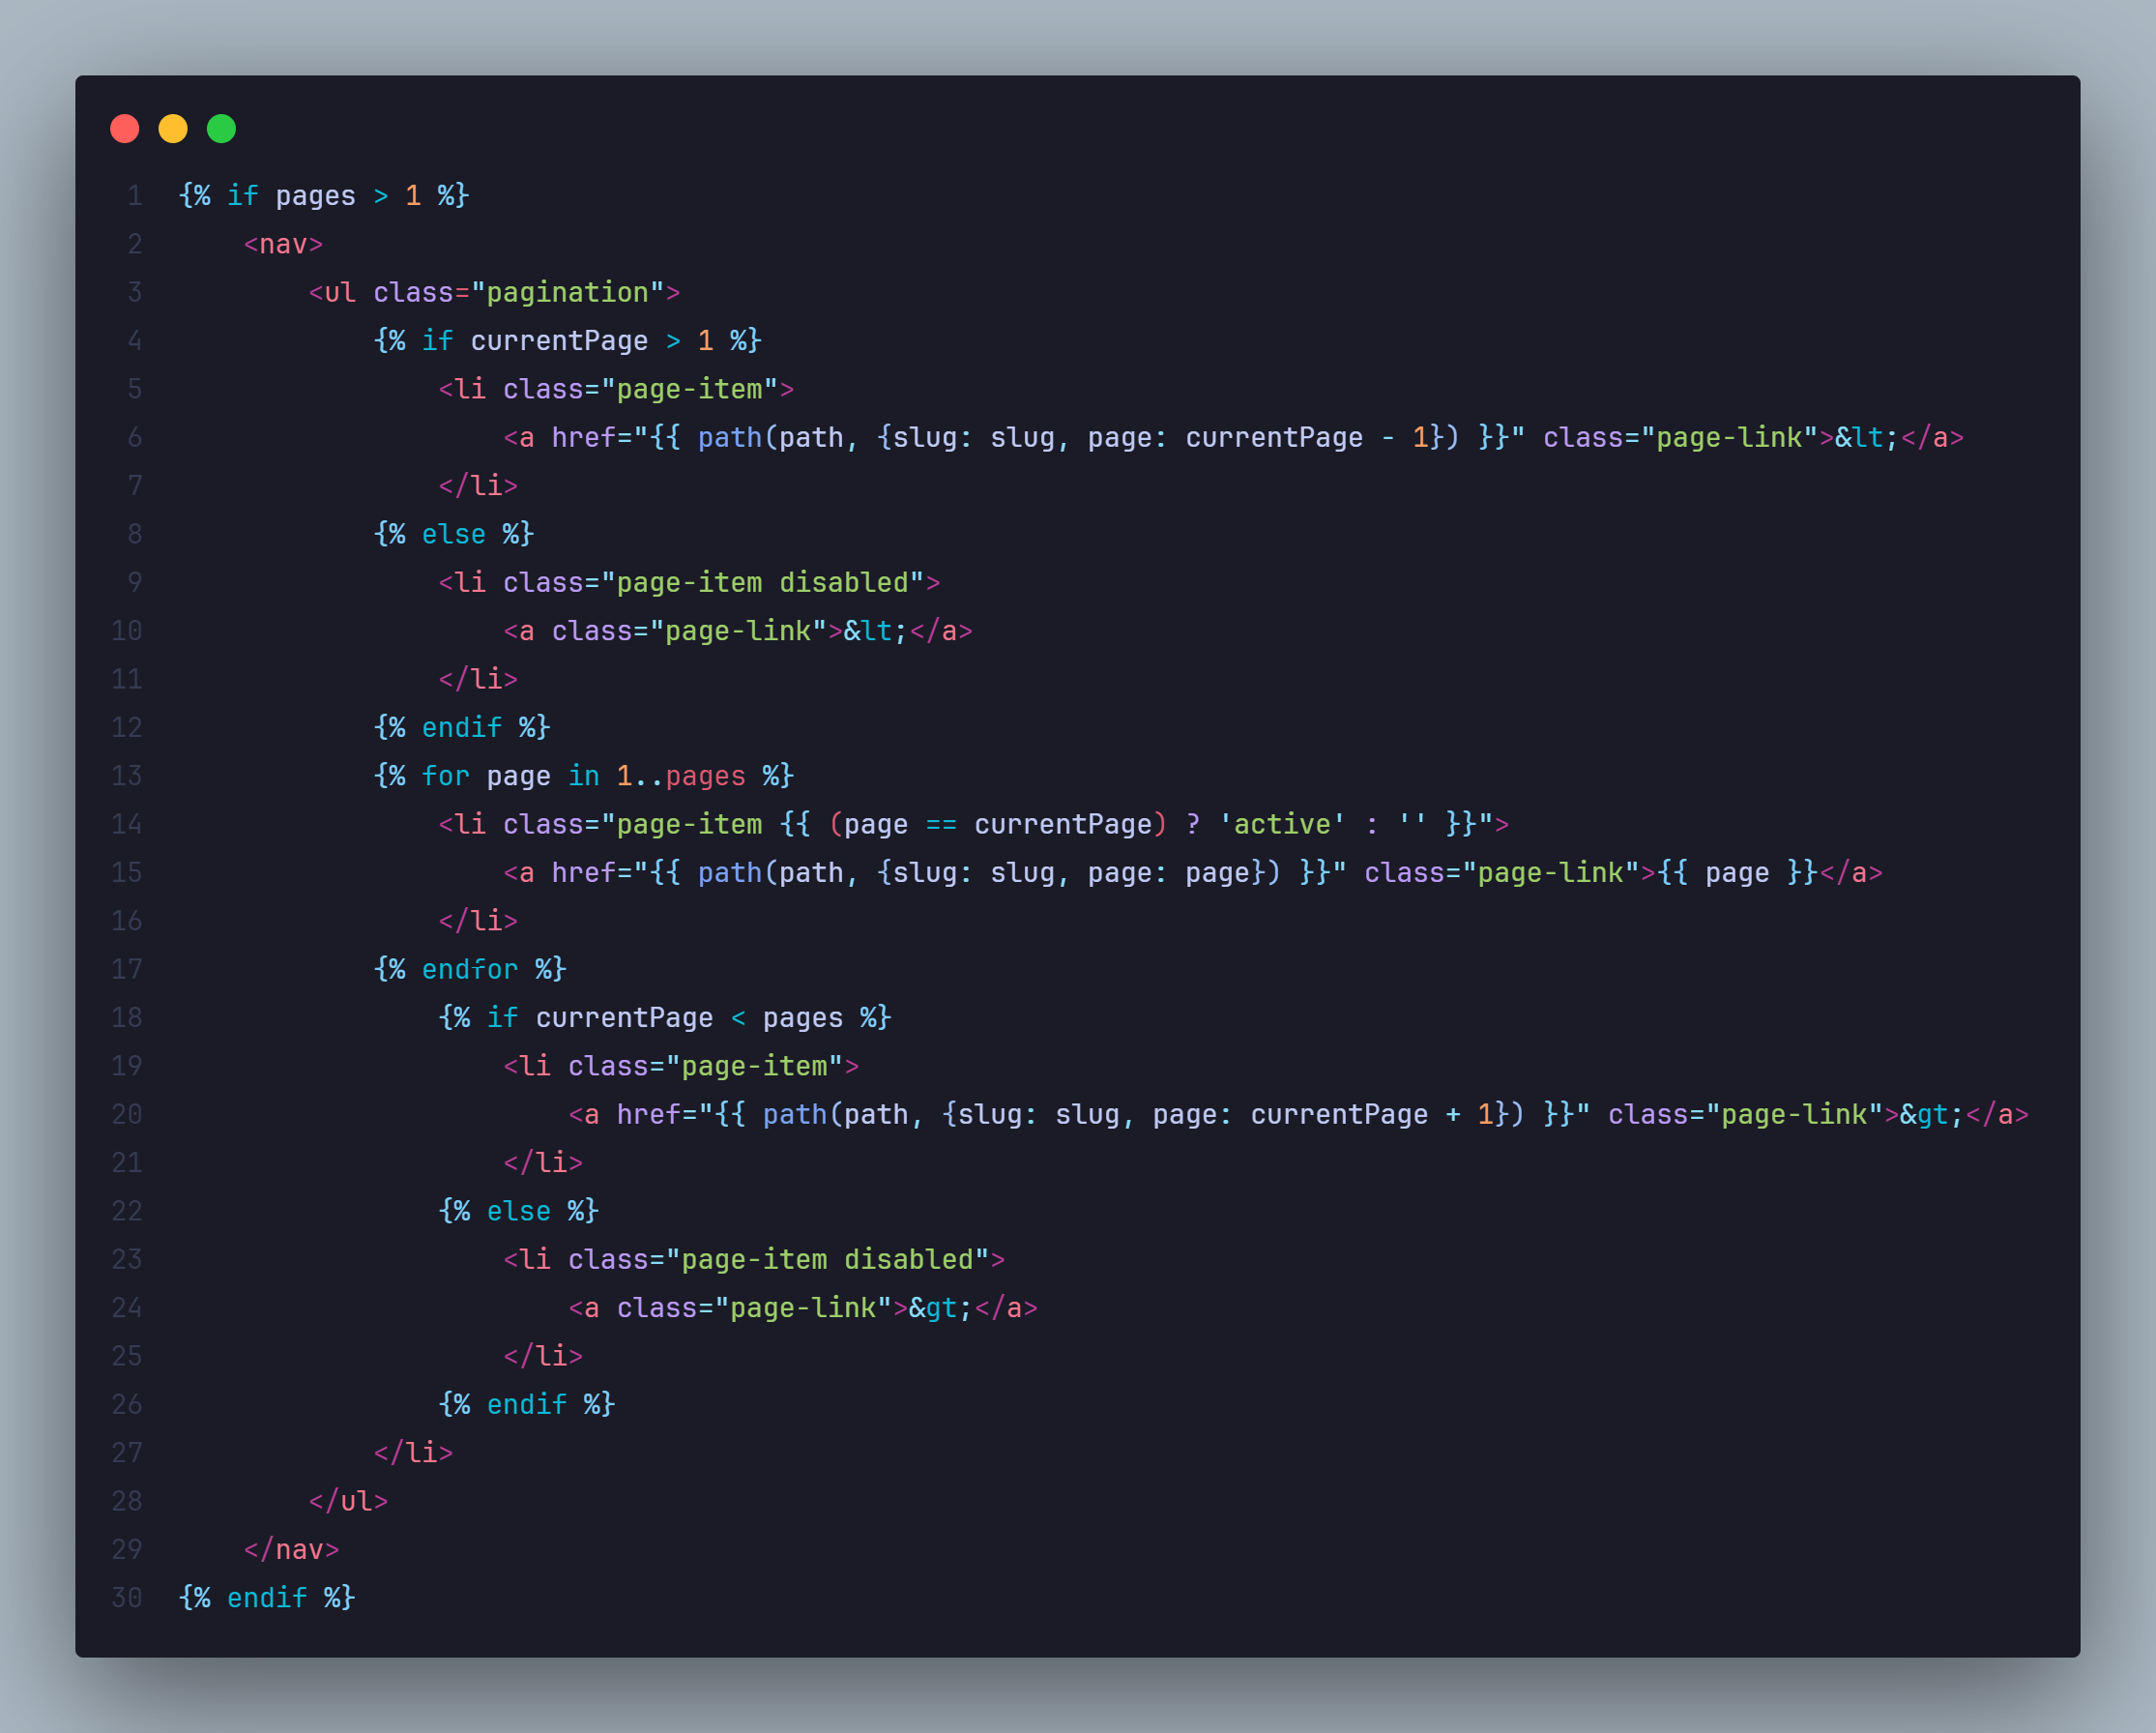 1 {% if pages > 1 %}
2     <nav>
3         <ul class="pagination">
4             {% if currentPage > 1 %}
5                 <li class="page-item">
6                     <a href="{{ path(path, {slug: slug, page: currentPage - 1}) }}" class="page-link">&lt;</a>
7                 </li>
8             {% else %}
9                 <li class="page-item disabled">
10                     <a class="page-link">&lt;</a>
11                 </li>
12             {% endif %}
13             {% for page in 1..pages %}
14                 <li class="page-item {{ (page == currentPage) ? 'active' : '' }}">
15                     <a href="{{ path(path, {slug: slug, page: page}) }}" class="page-link">{{ page }}</a>
16                 </li>
17             {% endfor %}
18                 {% if currentPage < pages %}
19                     <li class="page-item">
20                         <a href="{{ path(path, {slug: slug, page: currentPage + 1}) }}" class="page-link">&gt;</a>
21                     </li>
22                 {% else %}
23                     <li class="page-item disabled">
24                         <a class="page-link">&gt;</a>
25                     </li>
26                 {% endif %}
27             </li>
28         </ul>
29     </nav>
30 {% endif %}